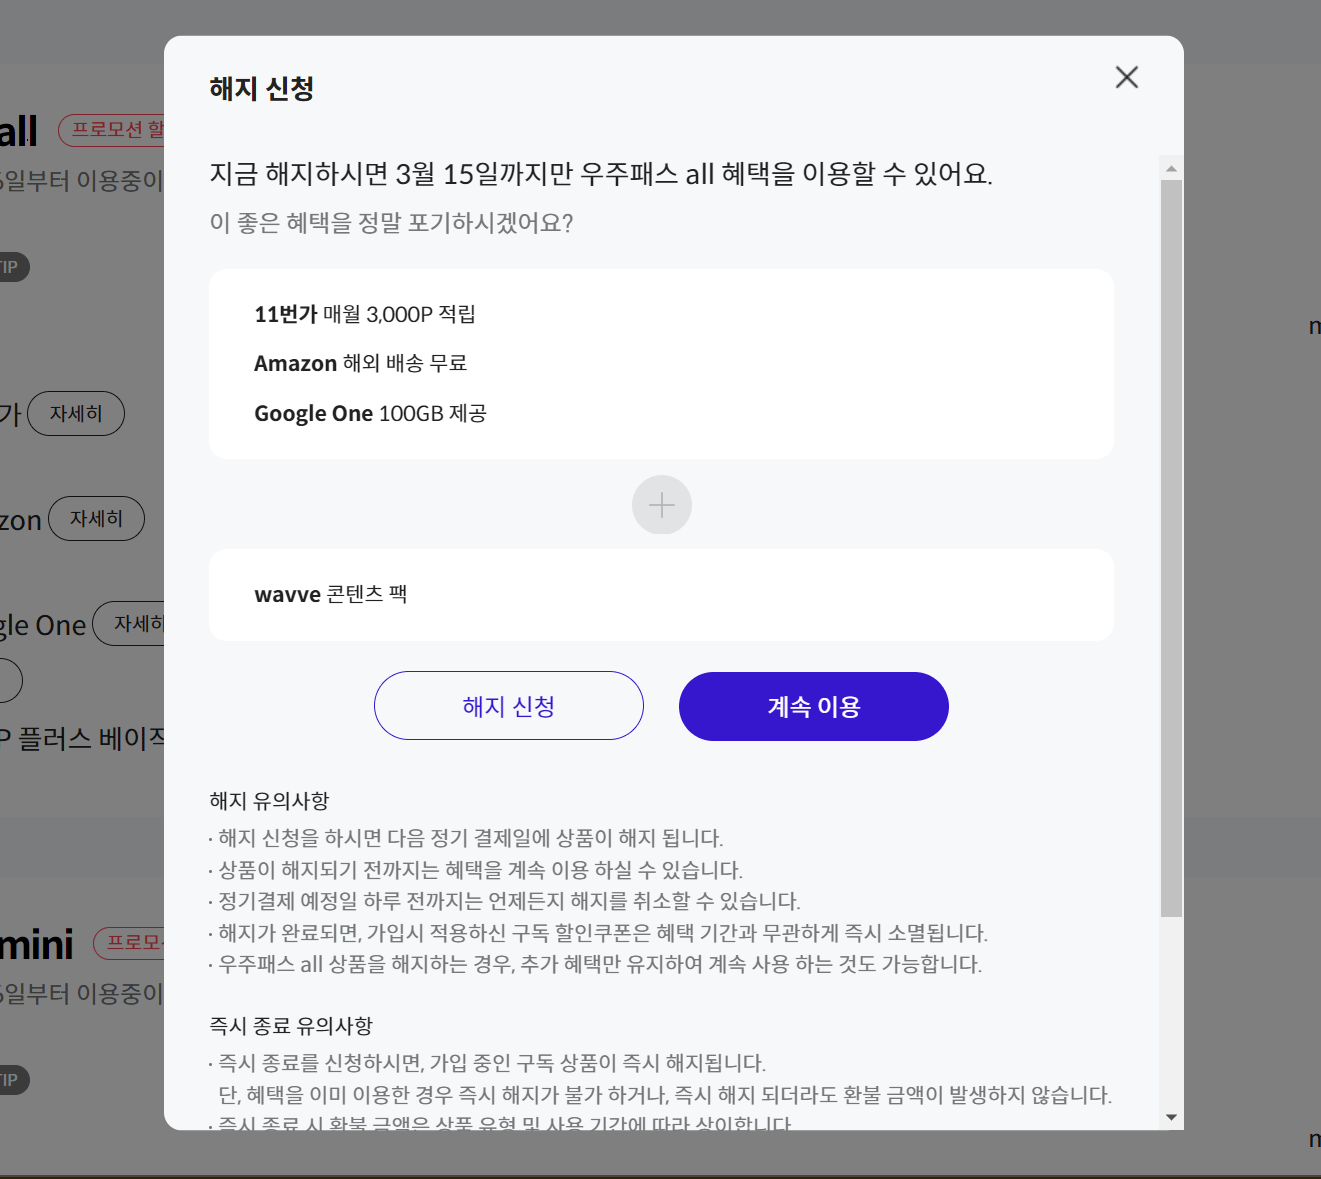 해지 신청
지금 해지하시면 3월 15일까지만 우주패스 all 혜택을 이용할 수 있어요.
이 좋은 혜택을 정말 포기하시겠어요?
11번가 매월 3,000P 적립
Amazon 해외 배송 무료
Google One 100GB 제공
wavve 콘텐츠 팩
해지 신청
계속 이용
해지 유의사항
· 해지 신청을 하시면 다음 정기 결제일에 상품이 해지 됩니다.
· 상품이 해지되기 전까지는 혜택을 계속 이용 하실 수 있습니다.
· 정기결제 예정일 하루 전까지는 언제든지 해지를 취소할 수 있습니다.
· 해지가 완료되면, 가입시 적용하신 구독 할인쿠폰은 혜택 기간과 무관하게 즉시 소멸됩니다.
· 우주패스 all 상품을 해지하는 경우, 추가 혜택만 유지하여 계속 사용 하는 것도 가능합니다.
즉시 종료 유의사항
· 즉시 종료를 신청하시면, 가입 중인 구독 상품이 즉시 해지됩니다.
단, 혜택을 이미 이용한 경우 즉시 해지가 불가 하거나, 즉시 해지 되더라도 환불 금액이 발생하지 않습니다.
· 즉시 종료 시 환불 금액은 상품 유형 및 사용 기간에 따라 상이합니다
all
프로모션 할
일부터 이용중이
TIP
가
자세히
zon
자세히
gle One
자세히
P 플러스 베이직
mini
프로모
일부터 이용중이
TIP